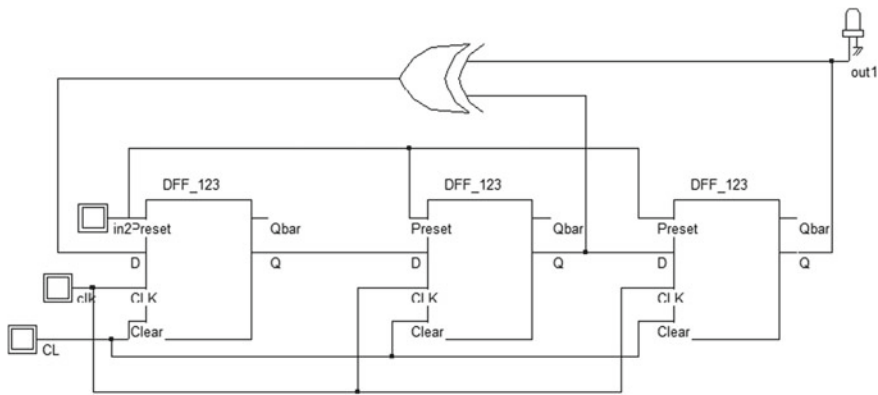 out1
DFF_123
DFF_123
DFF_123
in2Preset
Qbar
Preset
Qbar
Preset
Qbar
D
Q
D
Q
D
Q
clk
CLK
CLK
CLK
Clear
Clear
Clear
CL